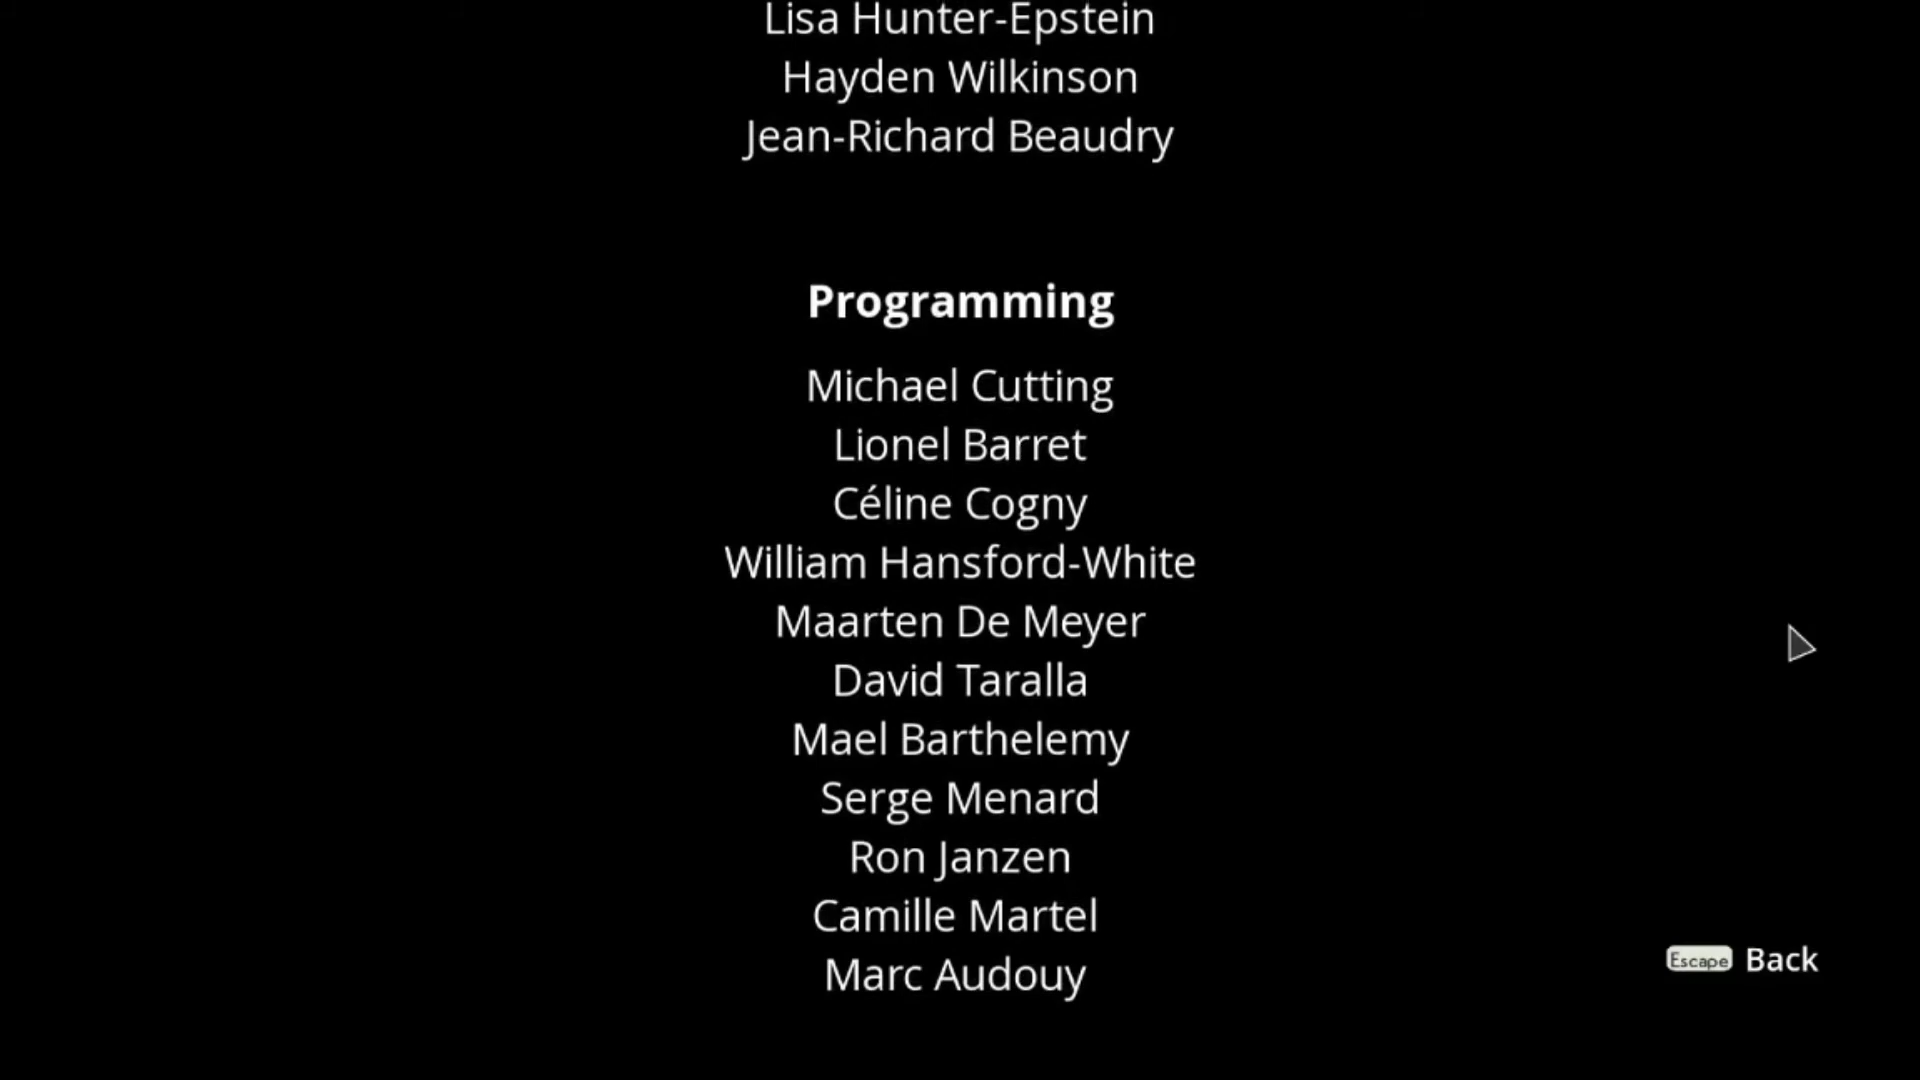 Lisa Hunter-Epstein
Hayden Wilkinson
Jean-Richard Beaudry
Programming
Michael Cutting
Lionel Barret
Céline Cogny
William Hansford-White
Maarten De Meyer
David Taralla
Mael Barthelemy
Serge Menard
Ron Janzen
Camille Martel
Marc Audouy
Escape Back